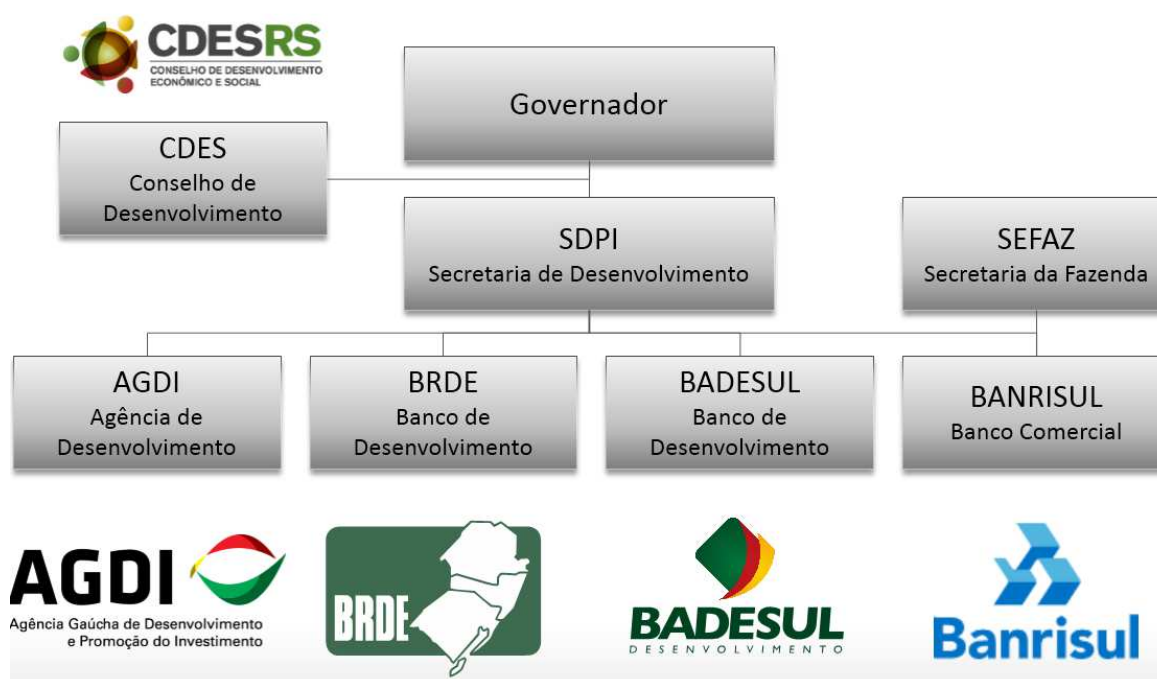 CDESRS
CONSELHO DE DESENVOLVIMENTO
ECONÔMICO E SOCIAL
Governador
CDES
Conselho de
Desenvolvimento
SDPI
Secretaria de Desenvolvimento
SEFAZ
Secretaria da Fazenda
AGDI
Agência de
Desenvolvimento
BRDE
Banco de
Desenvolvimento
BADESUL
Banco de
Desenvolvimento
BANRISUL
Banco Comercial
AGDI
Agência Gaúcha de Desenvolvimento
e Promoção do Investimento
BRDE
BADESUL
DESENVOLVIMENTO
Banrisul